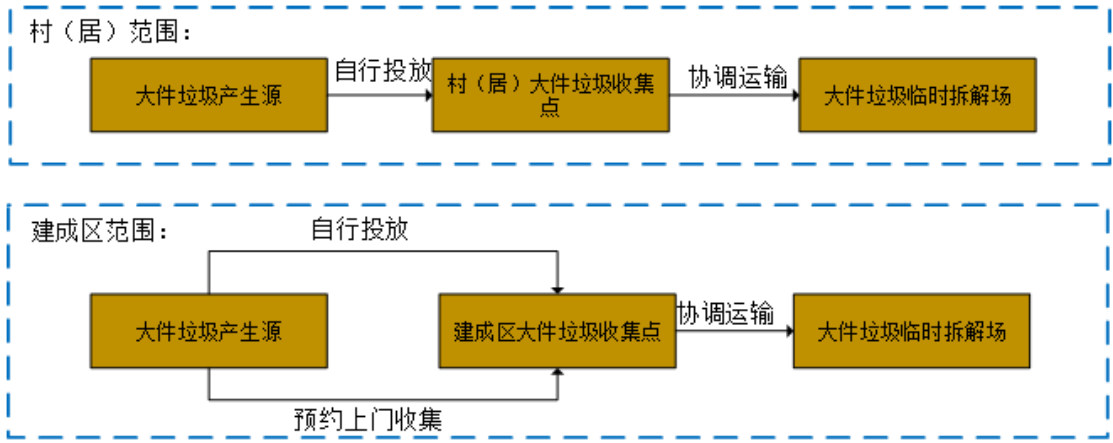 村（居）范围：
自行投放
协调运输
大件垃圾产生源
村（居）大件垃圾收集
点
大件垃圾临时拆解场
建成区范围：
自行投放
大件垃圾产生源
建成区大件垃圾收集点
协调运输
大件垃圾临时拆解场
预约上门收集